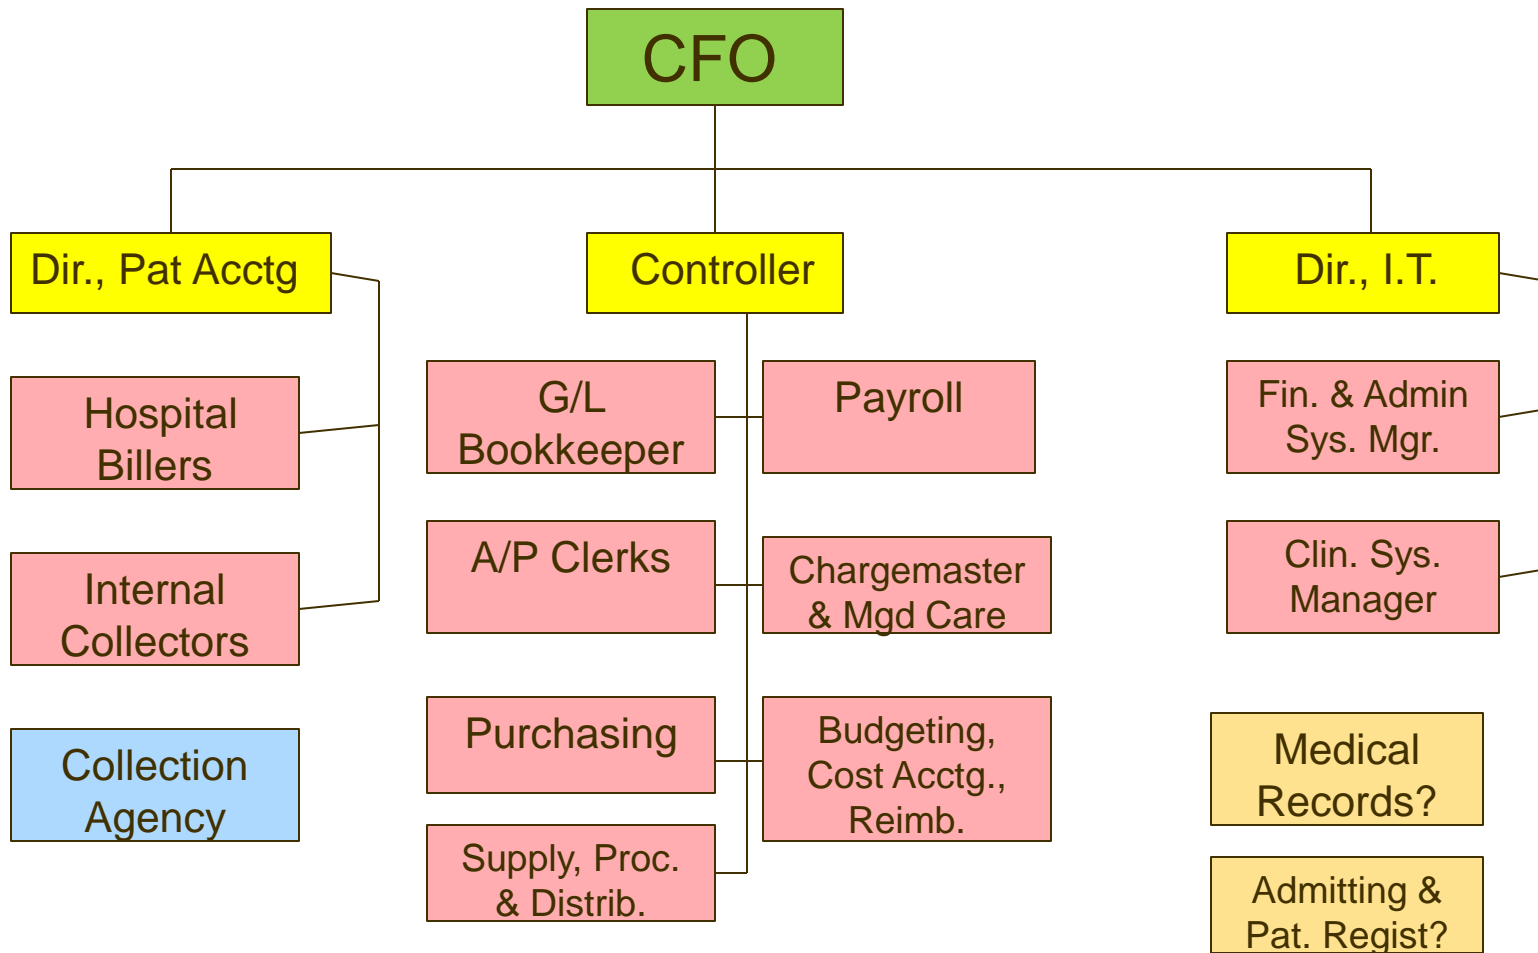 CFO
Dir., Pat Acctg
Controller
Dir., I.T.
Hospital
Billers
G/L
Bookkeeper
Payroll
Fin. & Admin
Sys. Mgr.
Internal
Collectors
A/P Clerks
Chargemaster
& Mgd Care
Clin. Sys.
Manager
Collection
Agency
Purchasing
Budgeting,
Cost Acctg.,
Reimb.
Medical
Records?
Supply, Proc.
& Distrib.
Admitting &
Pat. Regist?